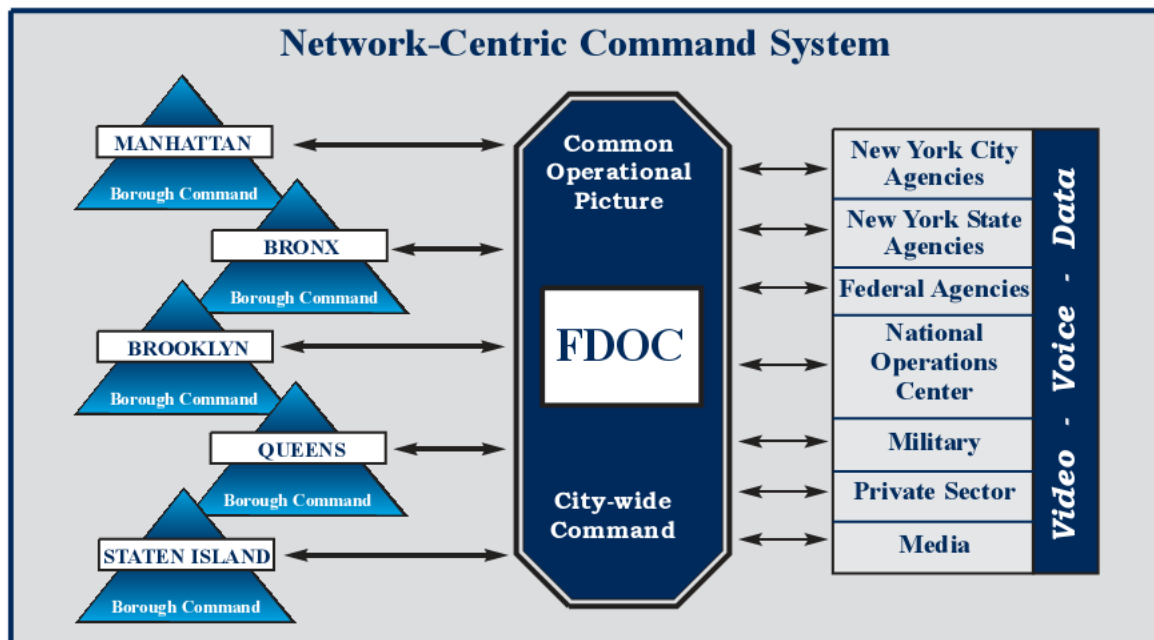 Network-Centric Command System
MANHATTAN
Borough Command
BRONX
Borough Command
BROOKLYN
Borough Command
QUEENS
Borough Command
STATEN ISLAND
Borough Command
Common
Operational
Picture
FDOC
City-wide
Command
New York City
Agencies
New York State
Agencies
Federal Agencies
National
Operations
Center
Military
Private Sector
Media
Video - Voice - Data